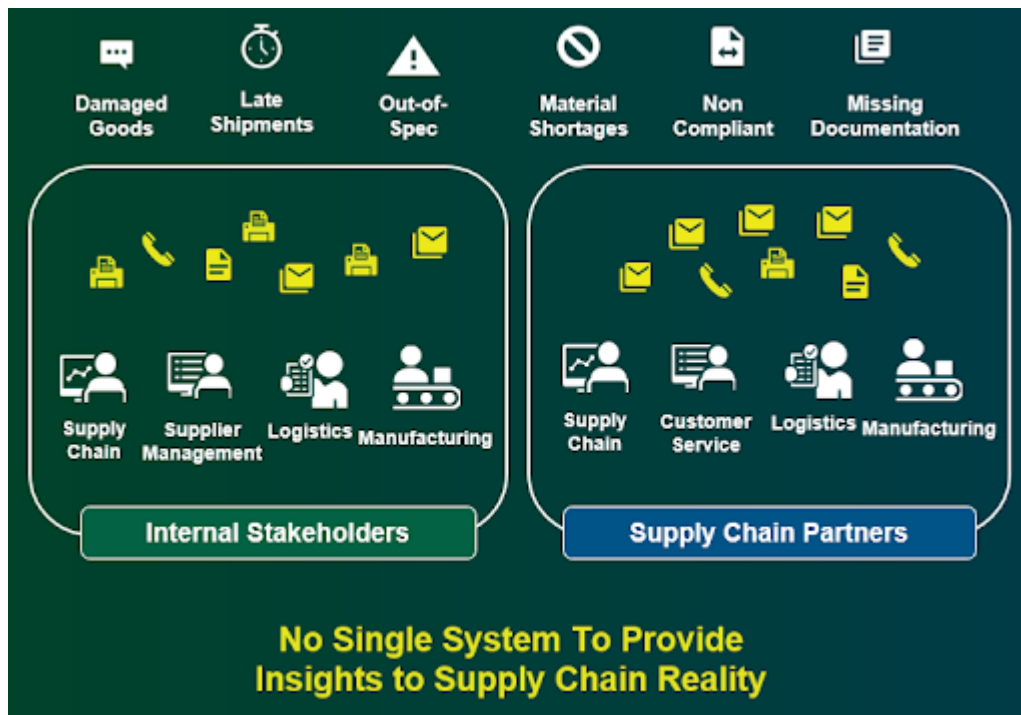 Damaged
Goods
Late
Shipments
Out-of-
Spec
Material
Shortages
Non
Compliant
Missing
Documentation
Supply
Chain
Supplier
Management
Logistics
Manufacturing
Supply
Chain
Customer
Service
Logistics
Manufacturing
Internal Stakeholders
Supply Chain Partners
No Single System To Provide
Insights to Supply Chain Reality